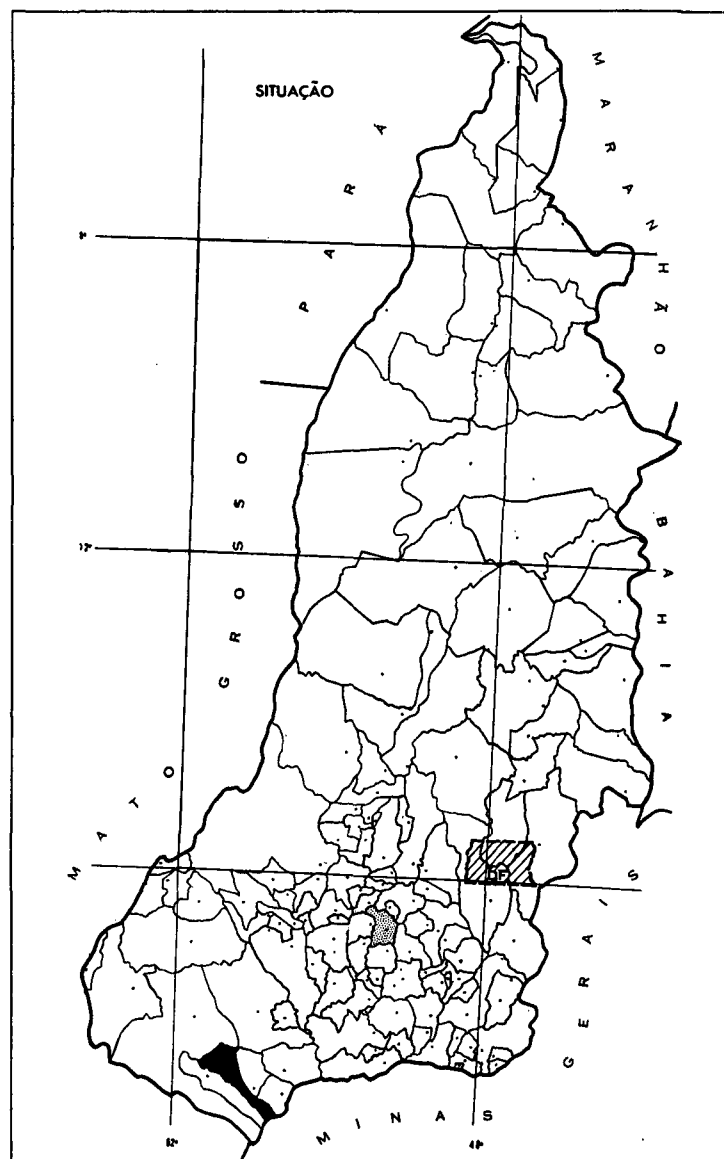 SITUAÇÃO
MARANHÃO
PARÁ
MATO GROSSO
BAHIA
DF
MINAS GERAIS